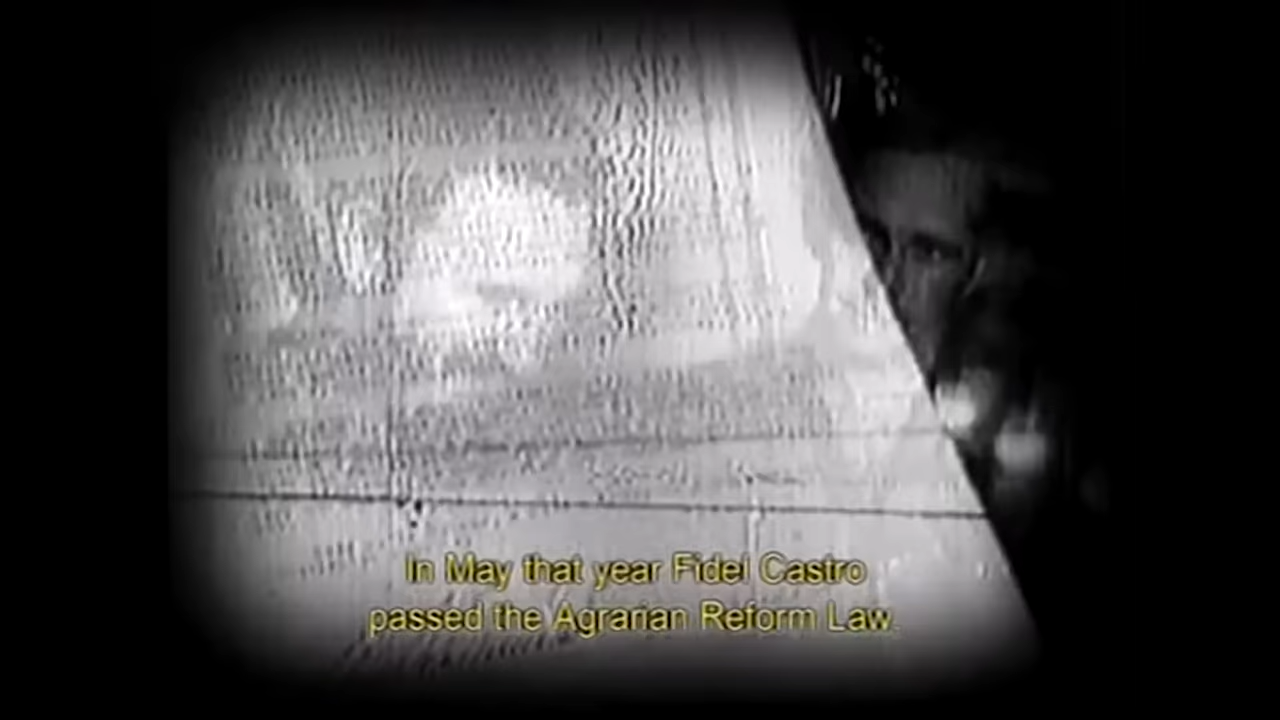 In May that year Fidel Castro
passed the Agrarian Reform Law.